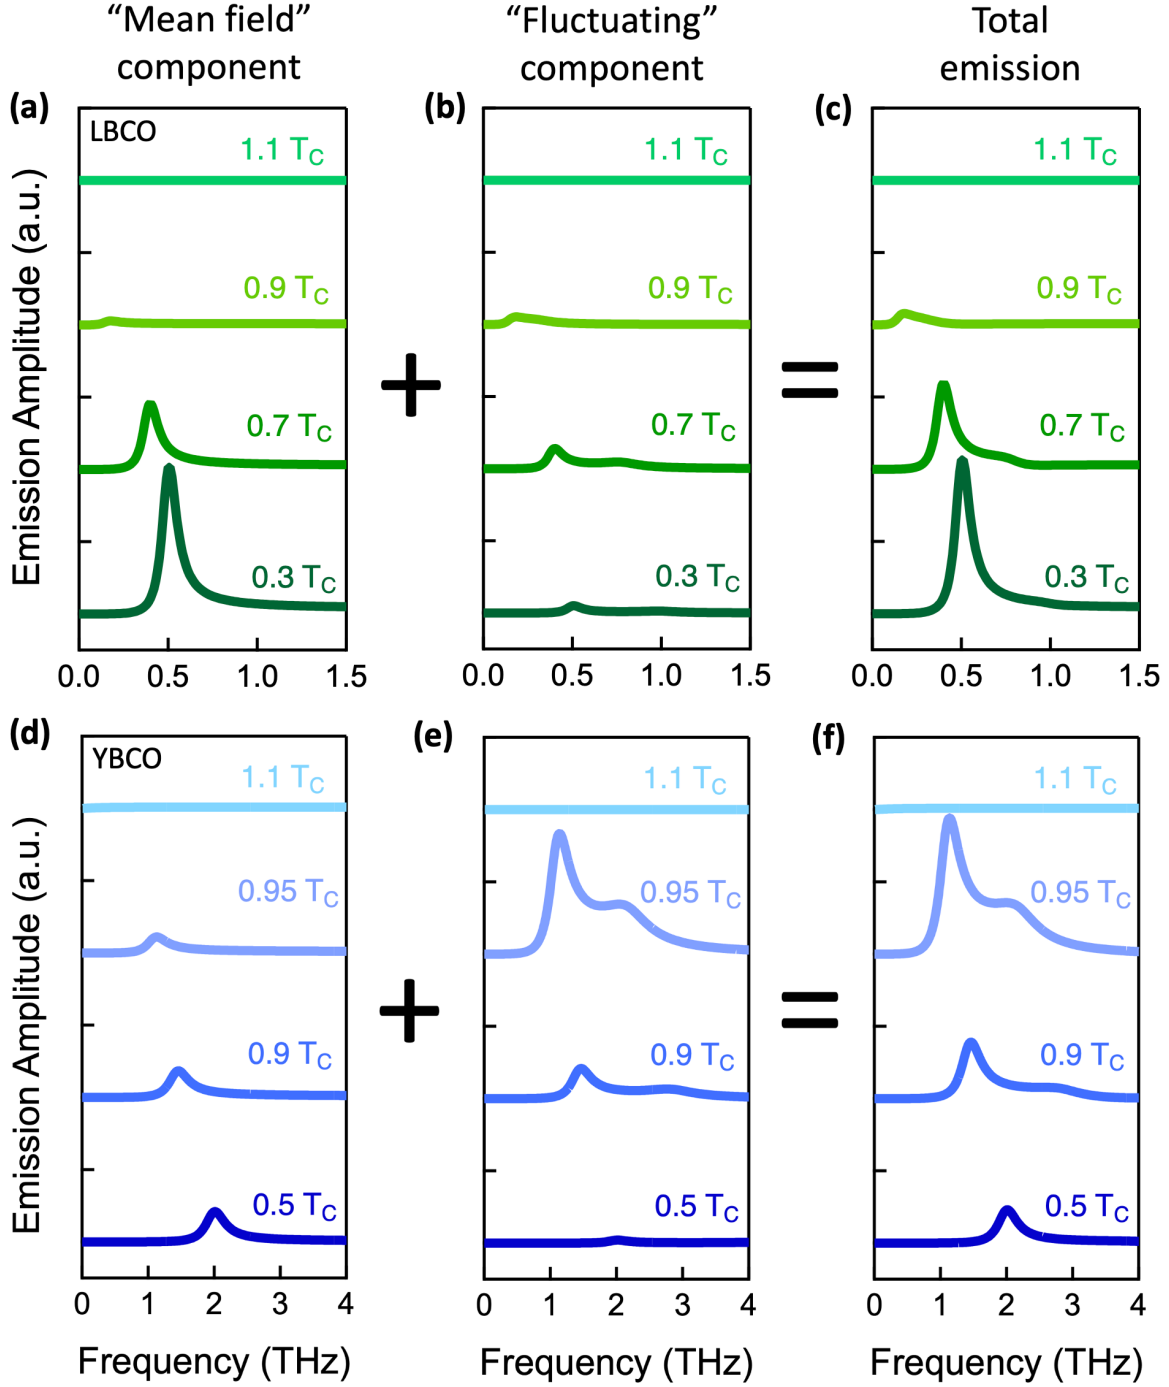 “Mean field”
component
“Fluctuating”
component
Total
emission
(a)
LBCO
1.1 TC
0.9 TC
0.7 TC
0.3 TC
0.0 0.5 1.0 1.5
Emission Amplitude (a.u.)
+
(b)
1.1 TC
0.9 TC
0.7 TC
0.3 TC
0.0 0.5 1.0 1.5
=
(c)
1.1 TC
0.9 TC
0.7 TC
0.3 TC
0.0 0.5 1.0 1.5
(d)
YBCO
1.1 TC
0.95 TC
0.9 TC
0.5 TC
0 1 2 3 4
Frequency (THz)
Emission Amplitude (a.u.)
+
(e)
1.1 TC
0.95 TC
0.9 TC
0.5 TC
0 1 2 3 4
Frequency (THz)
=
(f)
1.1 TC
0.95 TC
0.9 TC
0.5 TC
0 1 2 3 4
Frequency (THz)